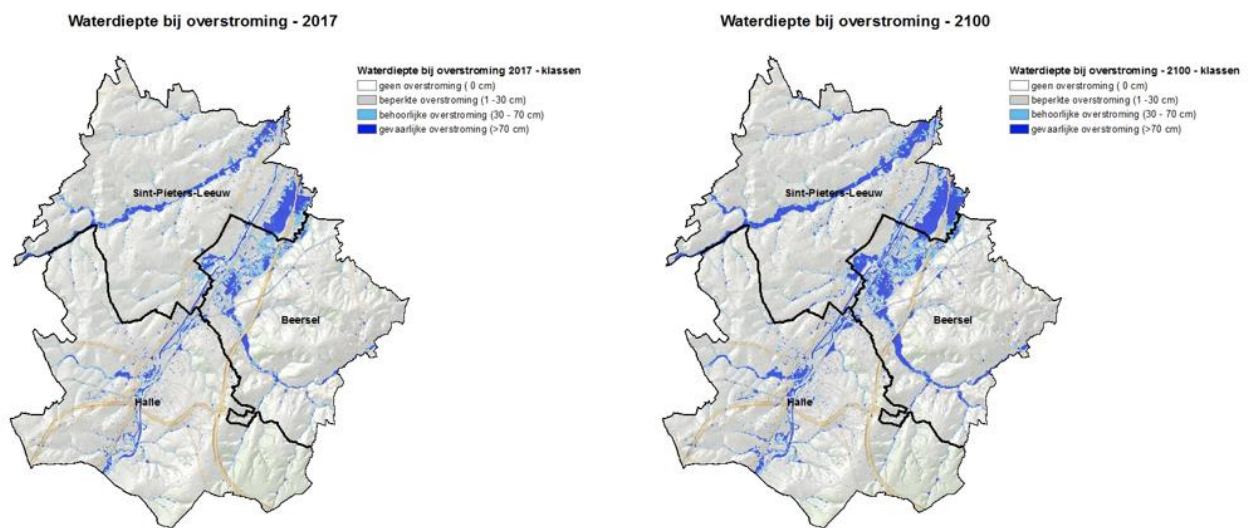 Waterdiepte bij overstroming - 2017
Waterdiepte bij overstroming 2017 - klassen
geen overstroming ( 0 cm)
beperkte overstroming (1 -30 cm)
behoorlijke overstroming (30 - 70 cm)
gevaarlijke overstroming (>70 cm)
Sint-Pieters-Leeuw
Beersel
Halle
Waterdiepte bij overstroming - 2100
Waterdiepte bij overstroming - 2100 - klassen
geen overstroming ( 0 cm)
beperkte overstroming (1 -30 cm)
behoorlijke overstroming (30 - 70 cm)
gevaarlijke overstroming (>70 cm)
Sint-Pieters-Leeuw
Beersel
Halle